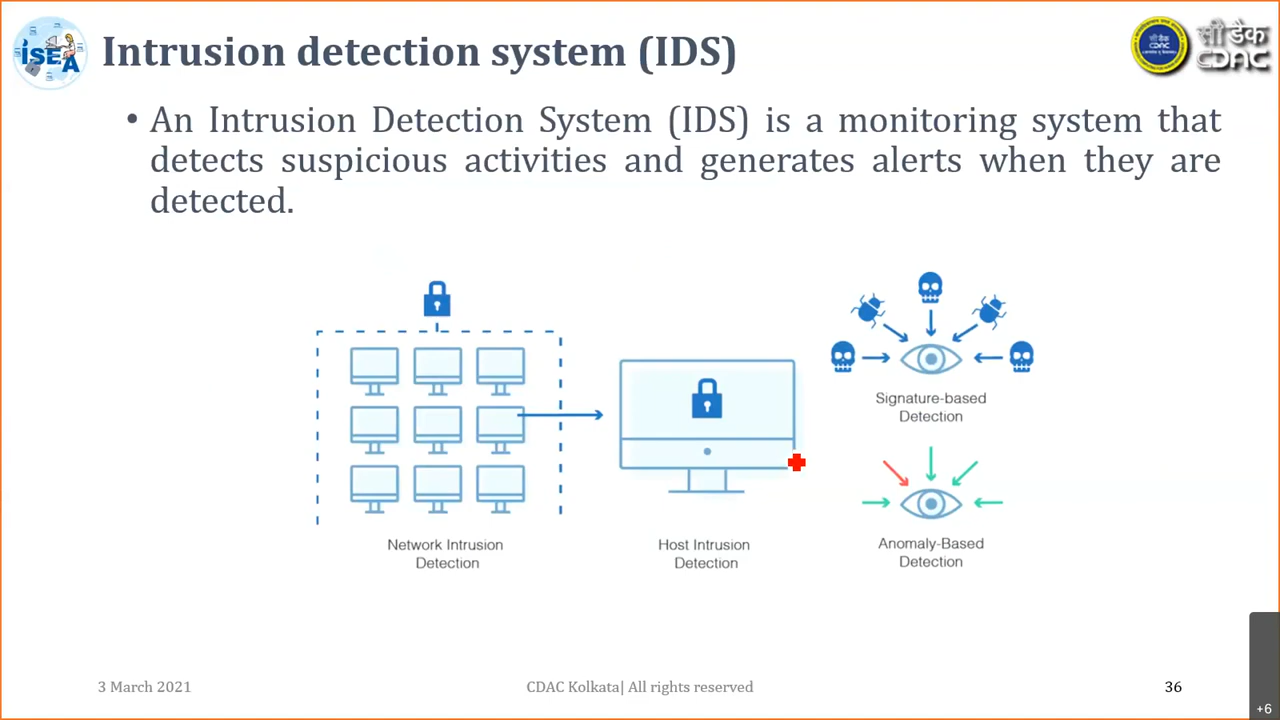 ISEA
Intrusion detection system (IDS)
सी डैक
CDAC
CDAC
• An Intrusion Detection System (IDS) is a monitoring system that
detects suspicious activities and generates alerts when they are
detected.
Network Intrusion
Detection
Host Intrusion
Detection
Signature-based
Detection
Anomaly-Based
Detection
3 March 2021
CDAC Kolkata| All rights reserved
36
+6